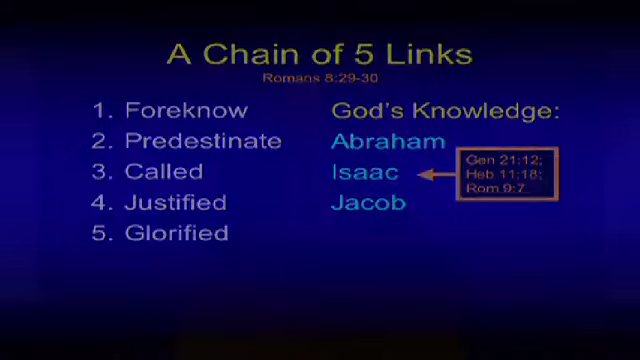 A Chain of 5 Links
Romans 8:29-30
1. Foreknow
2. Predestinate
3. Called
4. Justified
5. Glorified
God's Knowledge:
Abraham
Isaac
Jacob
Gen 21:12;
Heb 11:18;
Rom 9:7